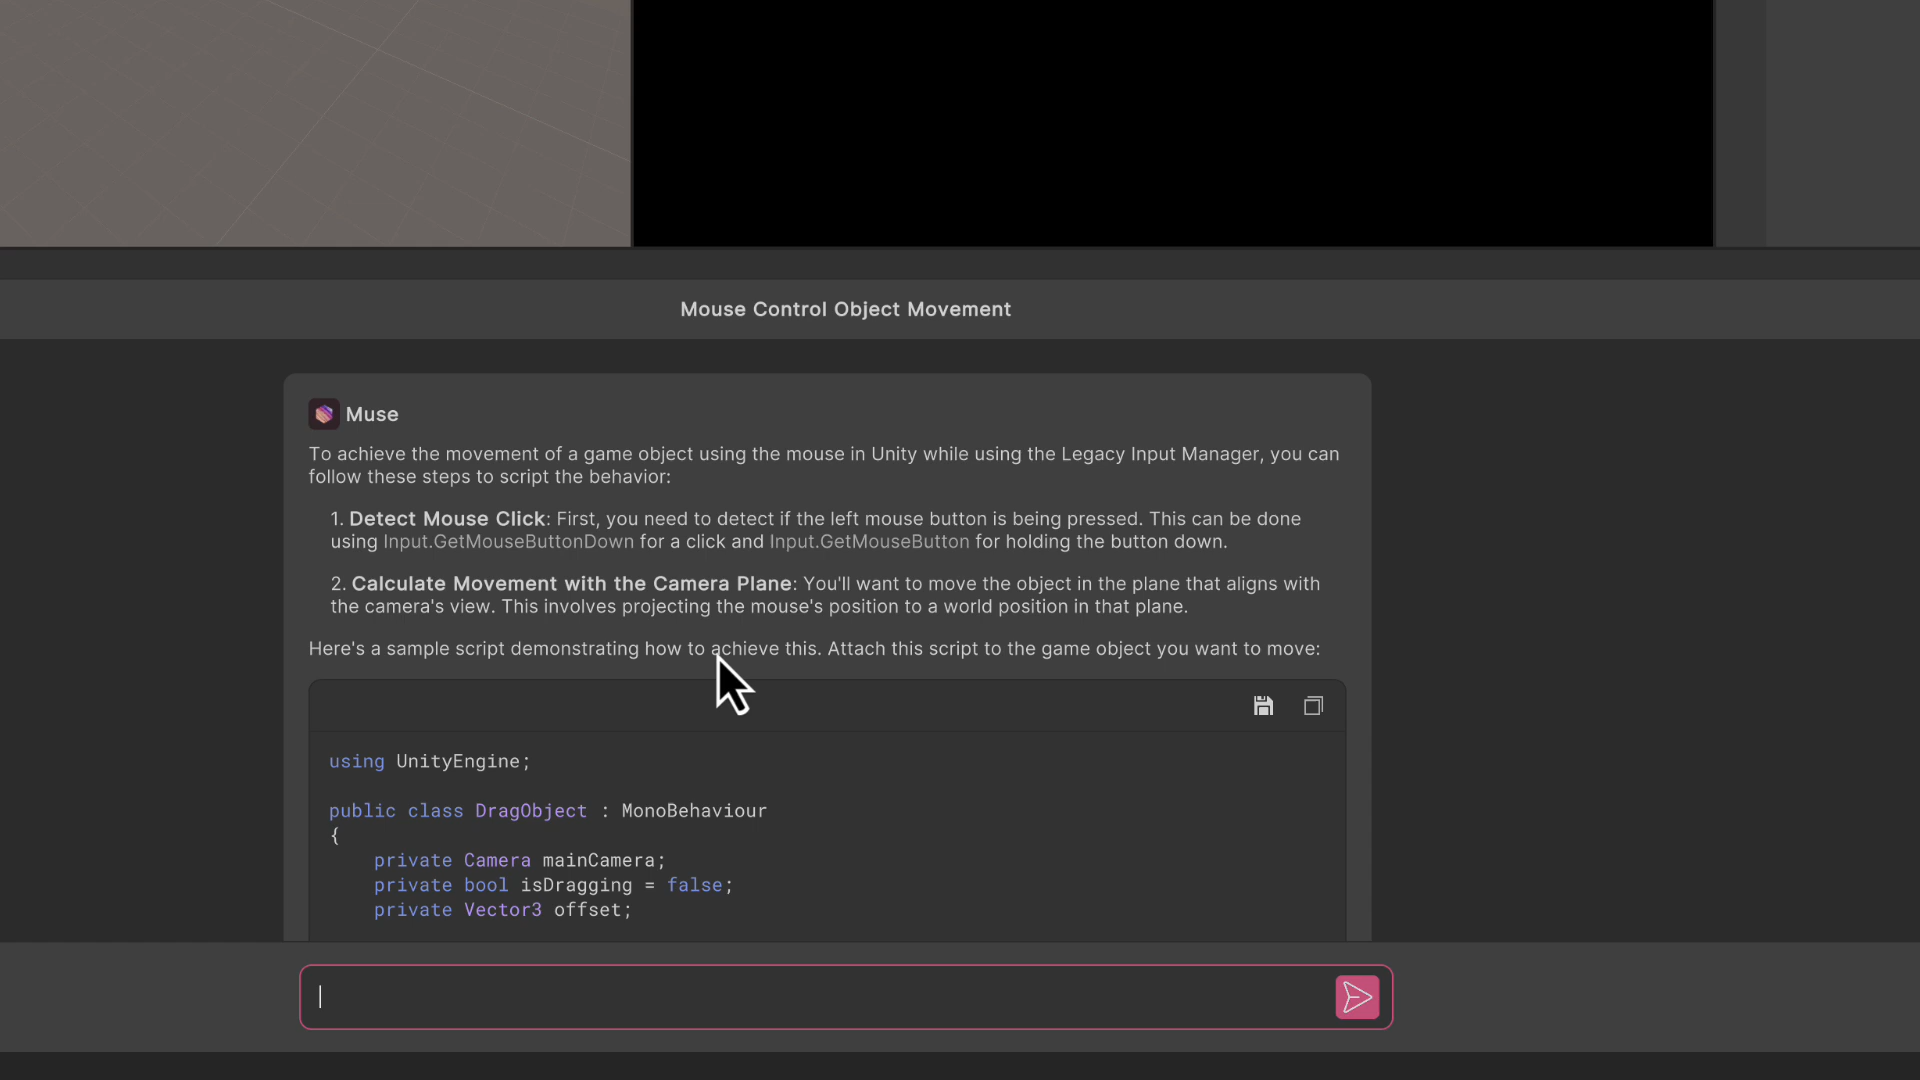 Mouse Control Object Movement
Muse
To achieve the movement of a game object using the mouse in Unity while using the Legacy Input Manager, you can
follow these steps to script the behavior:
1. Detect Mouse Click: First, you need to detect if the left mouse button is being pressed. This can be done
using Input.GetMouseButtonDown for a click and Input.GetMouseButton for holding the button down.
2. Calculate Movement with the Camera Plane: You'll want to move the object in the plane that aligns with
the camera's view. This involves projecting the mouse's position to a world position in that plane.
Here's a sample script demonstrating how to achieve this. Attach this script to the game object you want to move:
using UnityEngine;
public class DragObject : MonoBehaviour
{
    private Camera mainCamera;
    private bool isDragging = false;
    private Vector3 offset;